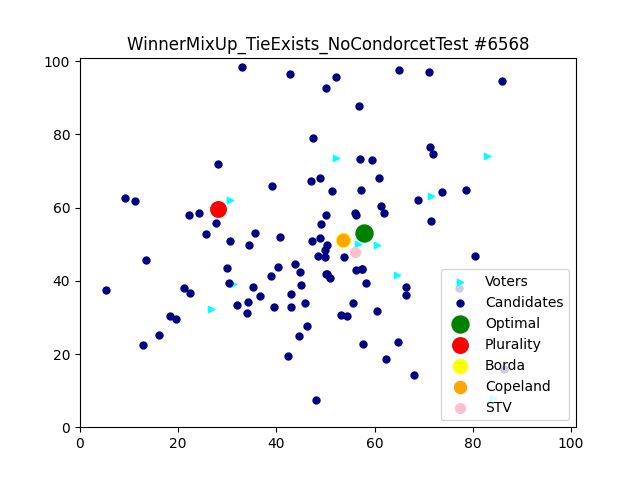 WinnerMixUp_TieExists_NoCondorcetTest #6568
100
80
60
40
20
0
Voters
Candidates
Optimal
Plurality
Borda
Copeland
STV
0 20 40 60 80 100